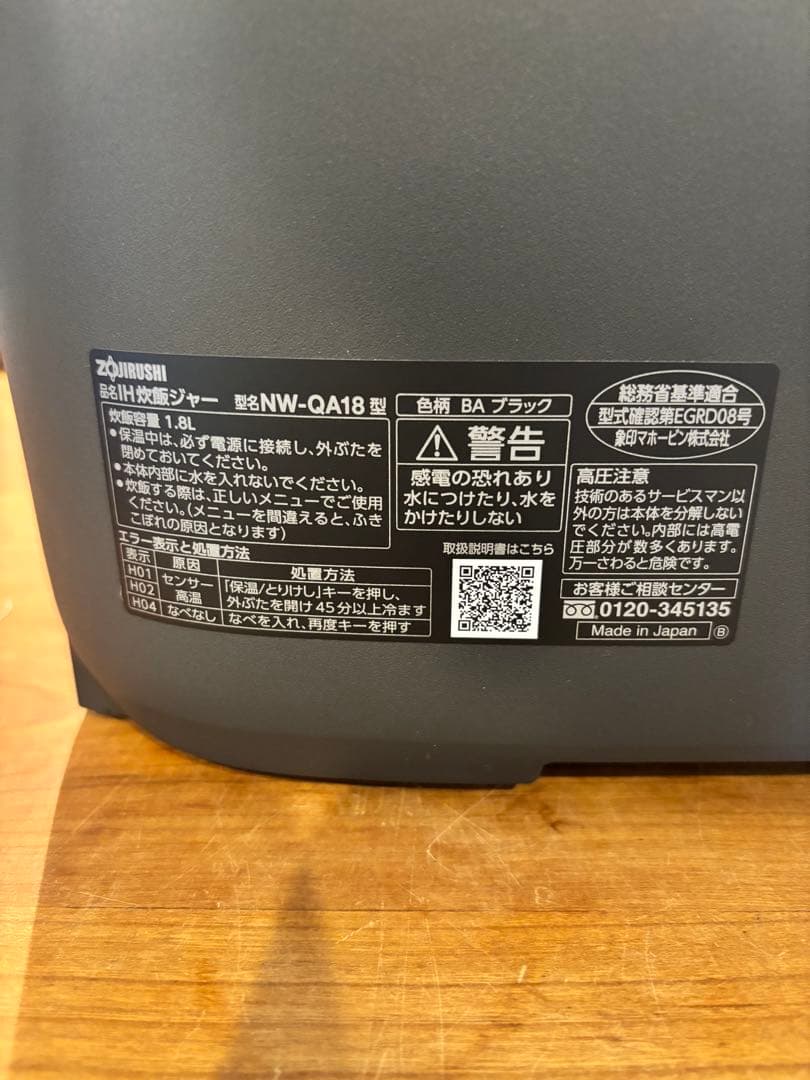 ZOJIRUSHI
品名IH炊飯ジャー 型名NW-QA18型
炊飯容量 1.8L
●保温中は、必ず電源に接続し、外ぶたを
閉めておいてください。
●本体内部に水を入れないでください。
●炊飯する際は、正しいメニューでご使用
ください。(メニューを間違えると、ふき
こぼれの原因となります)
エラー表示と処置方法
表示 原因 処置方法
H01 H02 センサー高温 「保温/とりけし」キーを押し、
外ぶたを開け45分以上冷ます
H04 なべなし なべを入れ、再度キーを押す
色柄 BA ブラック
警告
感電の恐れあり
水につけたり、水を
かけたりしない
取扱説明書はこちら
総務省基準適合
型式確認第EGRD08号
象印マホービン株式会社
高圧注意
技術のあるサービスマン以
外の方は本体を分解しない
でください。内部には高電
圧部分が数多くあります。
万一さわると危険です。
お客様ご相談センター
0120-345135
Made in Japan Ⓑ